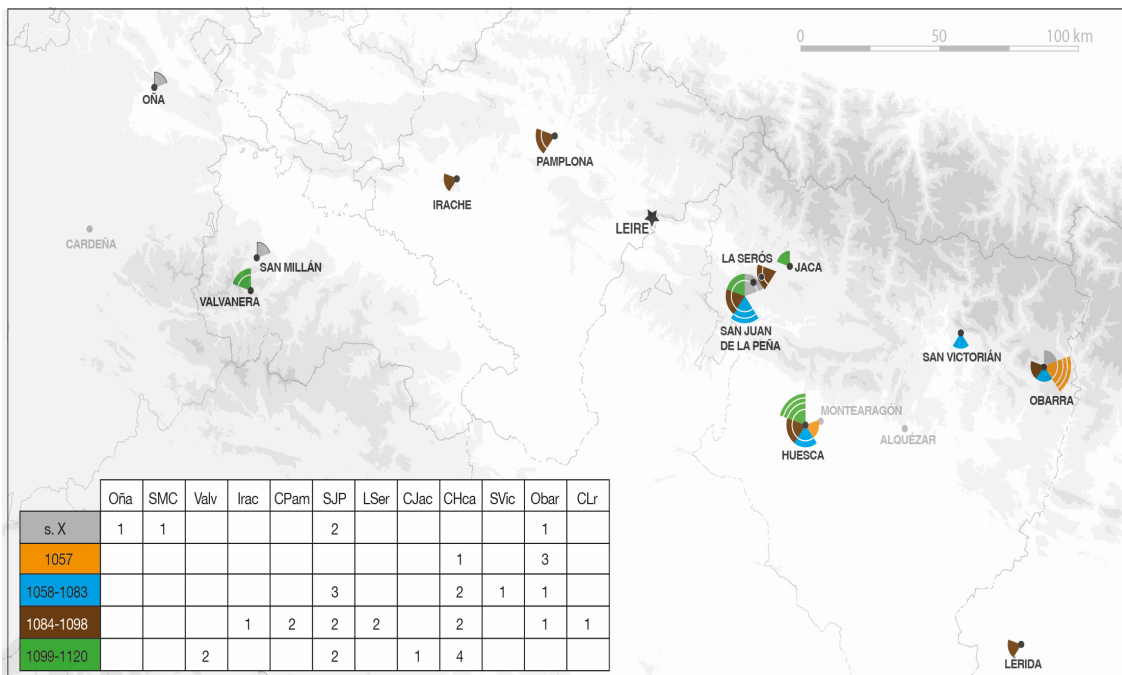 0 50 100 km
OÑA
PAMPLONA
IRACHE
CARDEÑA
LEIRE
SAN MILLÁN
VALVANERA
LA SERÓS
JACA
SAN JUAN
DE LA PEÑA
SAN VICTORIÁN
OBARRA
MONTEARAGÓN
ALQUÉZAR
HUESCA
LÉRIDA
Oña SMC Valv Irac CPam SJP LSer CJac CHca SVic Obar CLr
s. X 1 1 2 1
1057 1 3
1058-1083 3 2 1 1
1084-1098 1 2 2 2 2 1 1
1099-1120 2 2 1 4